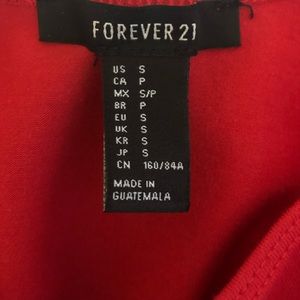 FOREVER 21
US S
CA P
MX S/P
BR P
EU S
UK S
KR S
JP S
CN 160/84A
MADE IN
GUATEMALA